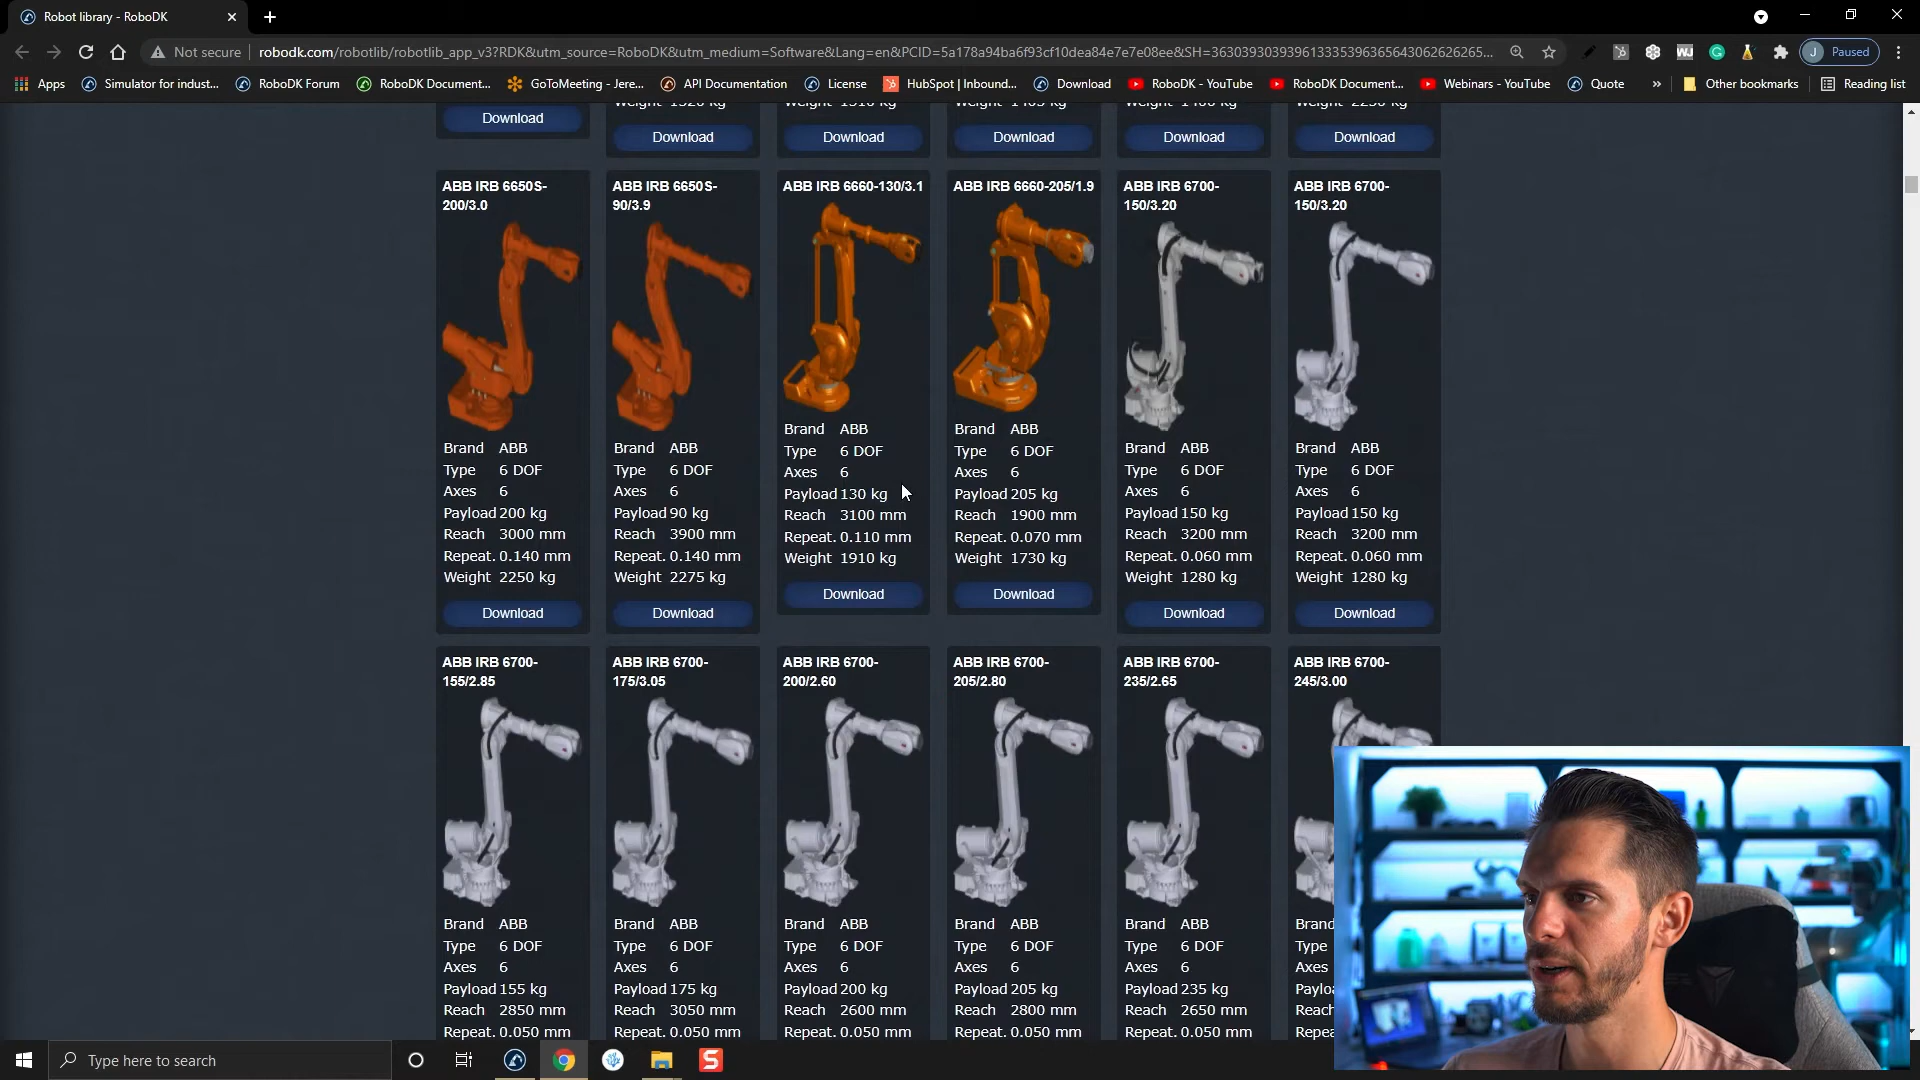 Robot library - RoboDK
Not secure
robodk.com/robotlib/robotlib_app_v3?RDK&utm_source=RoboDK&utm_medium=Software&Lang=en&PCID=5a178a94ba6f93cf10dea84e7e7e08ee&SH=363039303939613335396365643062626265...
J Paused
Apps Simulator for indust... RoboDK Forum RoboDK Document... GoToMeeting - Jere... API Documentation License HubSpot | Inbound... Download RoboDK - YouTube RoboDK Document... Webinars - YouTube Quote » Other bookmarks Reading list
Download
Download Download Download Download Download
ABB IRB 6650S-
200/3.0
Brand ABB
Type 6 DOF
Axes 6
Payload 200 kg
Reach 3000 mm
Repeat. 0.140 mm
Weight 2250 kg
Download
ABB IRB 6650S-
90/3.9
Brand ABB
Type 6 DOF
Axes 6
Payload 90 kg
Reach 3900 mm
Repeat. 0.140 mm
Weight 2275 kg
Download
ABB IRB 6660-130/3.1
Brand ABB
Type 6 DOF
Axes 6
Payload 130 kg
Reach 3100 mm
Repeat. 0.110 mm
Weight 1910 kg
Download
ABB IRB 6660-205/1.9
Brand ABB
Type 6 DOF
Axes 6
Payload 205 kg
Reach 1900 mm
Repeat. 0.070 mm
Weight 1730 kg
Download
ABB IRB 6700-
150/3.20
Brand ABB
Type 6 DOF
Axes 6
Payload 150 kg
Reach 3200 mm
Repeat. 0.060 mm
Weight 1280 kg
Download
ABB IRB 6700-
150/3.20
Brand ABB
Type 6 DOF
Axes 6
Payload 150 kg
Reach 3200 mm
Repeat. 0.060 mm
Weight 1280 kg
Download
ABB IRB 6700-
155/2.85
Brand ABB
Type 6 DOF
Axes 6
Payload 155 kg
Reach 2850 mm
Repeat. 0.050 mm
ABB IRB 6700-
175/3.05
Brand ABB
Type 6 DOF
Axes 6
Payload 175 kg
Reach 3050 mm
Repeat. 0.050 mm
ABB IRB 6700-
200/2.60
Brand ABB
Type 6 DOF
Axes 6
Payload 200 kg
Reach 2600 mm
Repeat. 0.050 mm
ABB IRB 6700-
205/2.80
Brand ABB
Type 6 DOF
Axes 6
Payload 205 kg
Reach 2800 mm
Repeat. 0.050 mm
ABB IRB 6700-
235/2.65
Brand ABB
Type 6 DOF
Axes 6
Payload 235 kg
Reach 2650 mm
Repeat. 0.050 mm
ABB IRB 6700-
245/3.00
Type
Axes
Type here to search